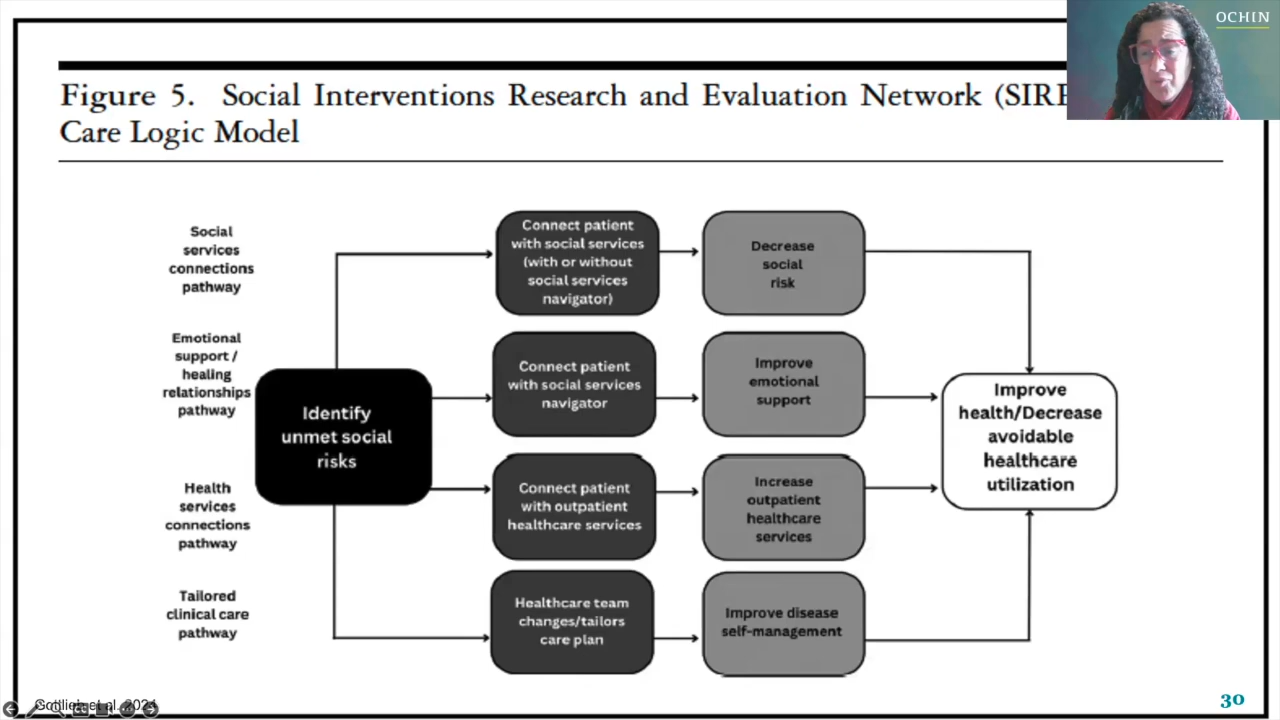 OCHIN
Figure 5. Social Interventions Research and Evaluation Network (SIRE
Care Logic Model
Social
services
connections
pathway
Connect patient
with social services
(with or without
social services
navigator)
Decrease
social
risk
Emotional
support /
healing
relationships
pathway
Connect patient
with social services
navigator
Improve
emotional
support
Identify
unmet social
risks
Improve
health/Decrease
avoidable
healthcare
utilization
Health
services
connections
pathway
Connect patient
with outpatient
healthcare services
Increase
outpatient
healthcare
services
Tailored
clinical care
pathway
Healthcare team
changes/tailors
care plan
Improve disease
self-management
Gottlieb et al. 2024
30